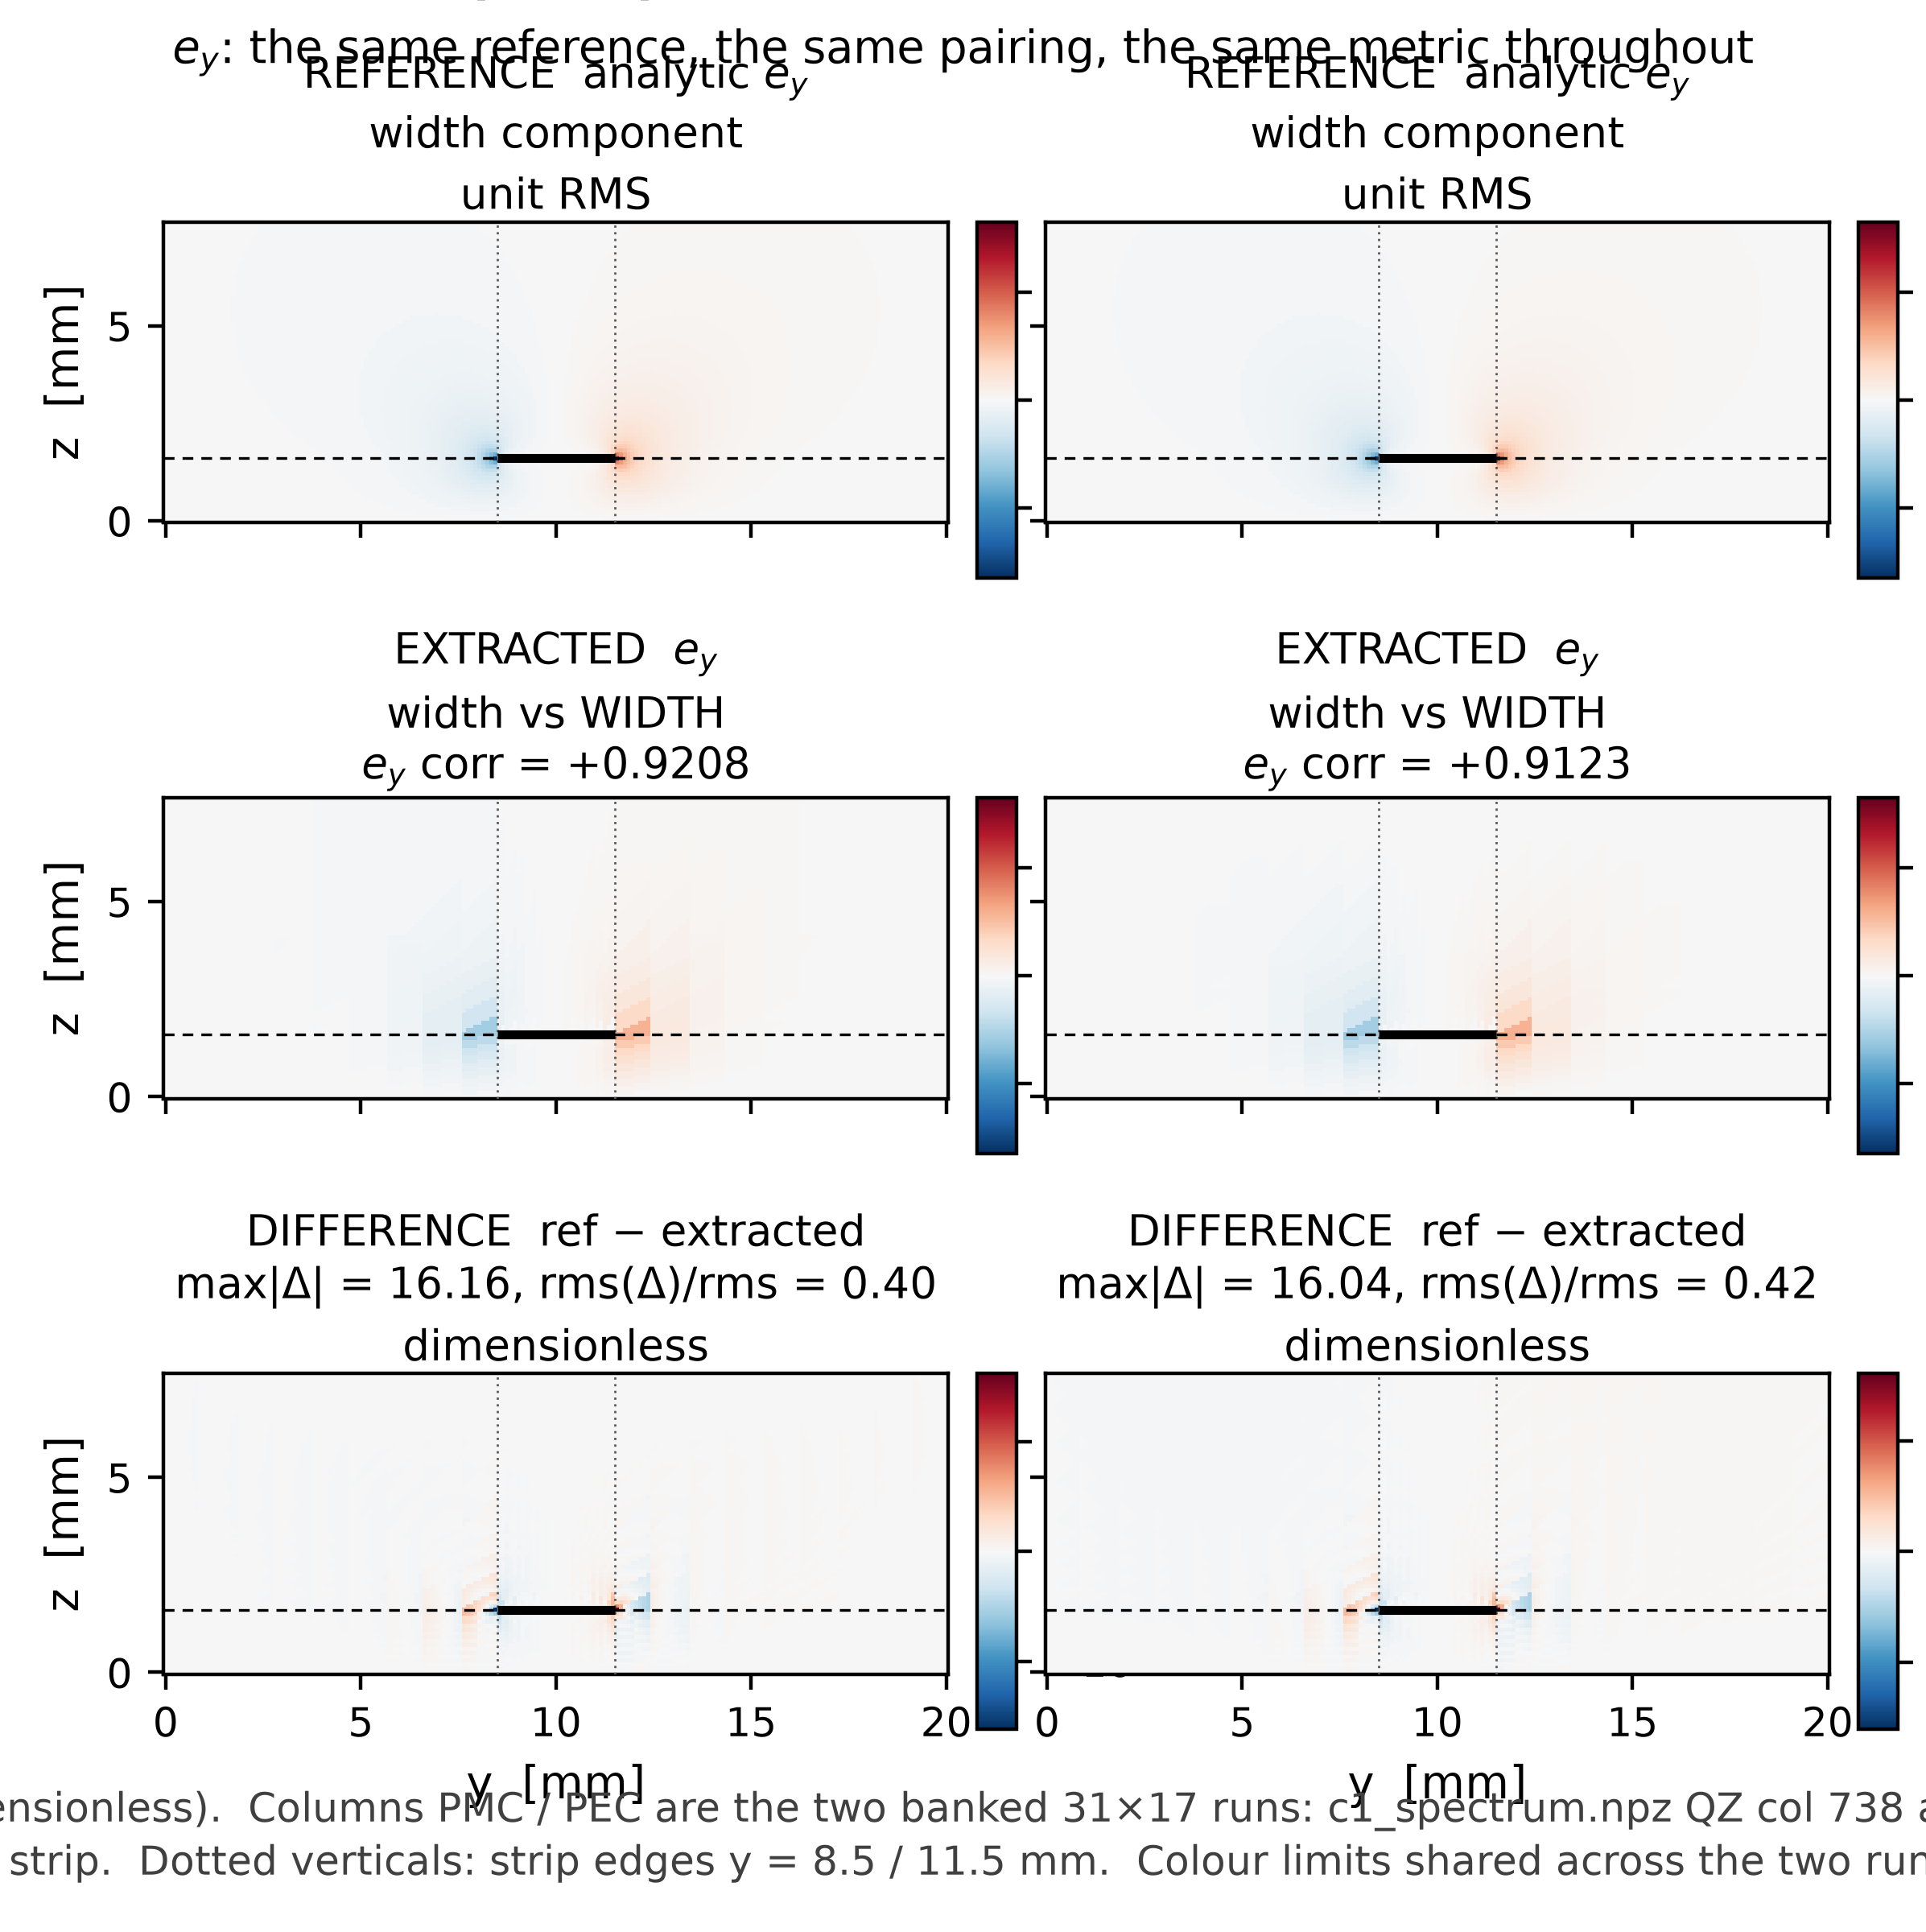 e_y: the same reference, the same pairing, the same metric throughout
REFERENCE analytic e_y
width component
unit RMS
REFERENCE analytic e_y
width component
unit RMS
z [mm]
5
0
EXTRACTED e_y
width vs WIDTH
e_y corr = +0.9208
EXTRACTED e_y
width vs WIDTH
e_y corr = +0.9123
z [mm]
5
0
DIFFERENCE ref − extracted
max|Δ| = 16.16, rms(Δ)/rms = 0.40
dimensionless
DIFFERENCE ref − extracted
max|Δ| = 16.04, rms(Δ)/rms = 0.42
dimensionless
z [mm]
5
0
0 5 10 15 20
0 5 10 15 20
y [mm]
y [mm]
ensionless). Columns PMC / PEC are the two banked 31×17 runs: c1_spectrum.npz QZ col 738
strip. Dotted verticals: strip edges y = 8.5 / 11.5 mm. Colour limits shared across the two run